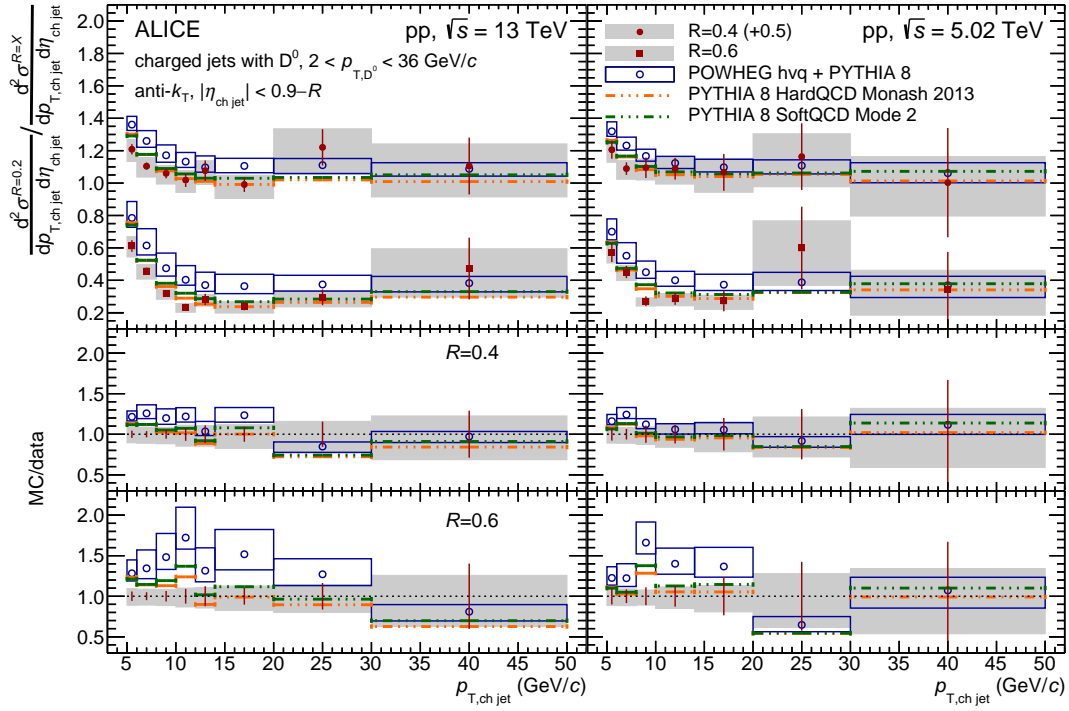 ALICE
pp, √s = 13 TeV
charged jets with D⁰, 2 < p_T,D⁰ < 36 GeV/c
anti-k_T, |η_ch jet| < 0.9−R
pp, √s = 5.02 TeV
R=0.4 (+0.5)
R=0.6
POWHEG hvq + PYTHIA 8
PYTHIA 8 HardQCD Monash 2013
PYTHIA 8 SoftQCD Mode 2
d²σ^R=0.2 / dp_T,ch jet dη_ch jet / d²σ^R=X / dp_T,ch jet dη_ch jet
1.4
1.2
1.0
0.8
0.6
0.4
0.2
R=0.4
2.0
1.5
1.0
0.5
MC/data
R=0.6
2.0
1.5
1.0
0.5
5 10 15 20 25 30 35 40 45 50
5 10 15 20 25 30 35 40 45 50
p_T,ch jet (GeV/c)
p_T,ch jet (GeV/c)